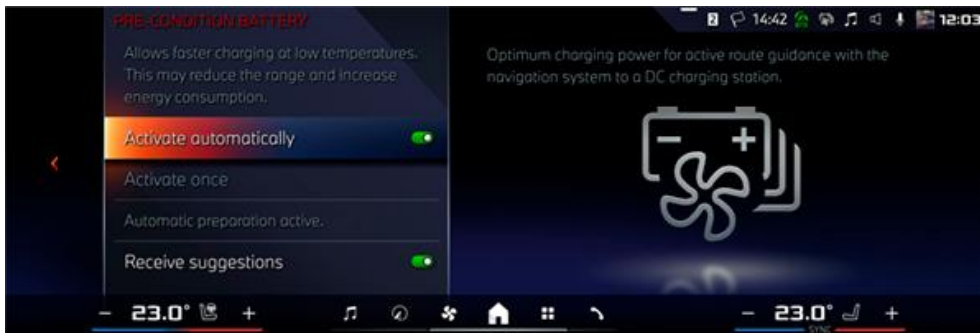 PRE-CONDITION BATTERY
2 14:42 12:03
Allows faster charging at low temperatures.
This may reduce the range and increase
energy consumption.
Optimum charging power for active route guidance with the
navigation system to a DC charging station.
Activate automatically
Activate once
Automatic preparation active.
Receive suggestions
- 23.0° +
- 23.0° +
SYNC